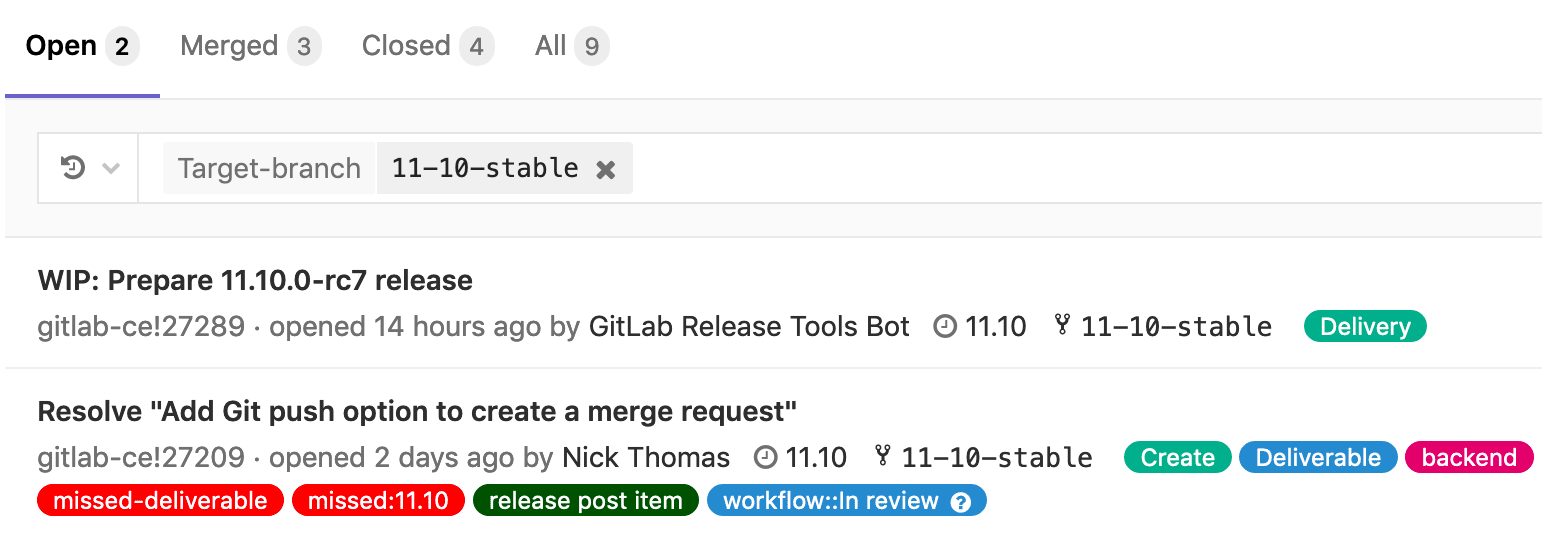 Open 2 Merged 3 Closed 4 All 9
Target-branch 11-10-stable
WIP: Prepare 11.10.0-rc7 release
gitlab-ce!27289 · opened 14 hours ago by GitLab Release Tools Bot 11.10 11-10-stable Delivery
Resolve "Add Git push option to create a merge request"
gitlab-ce!27209 · opened 2 days ago by Nick Thomas 11.10 11-10-stable Create Deliverable backend
missed-deliverable missed:11.10 release post item workflow::In review ?